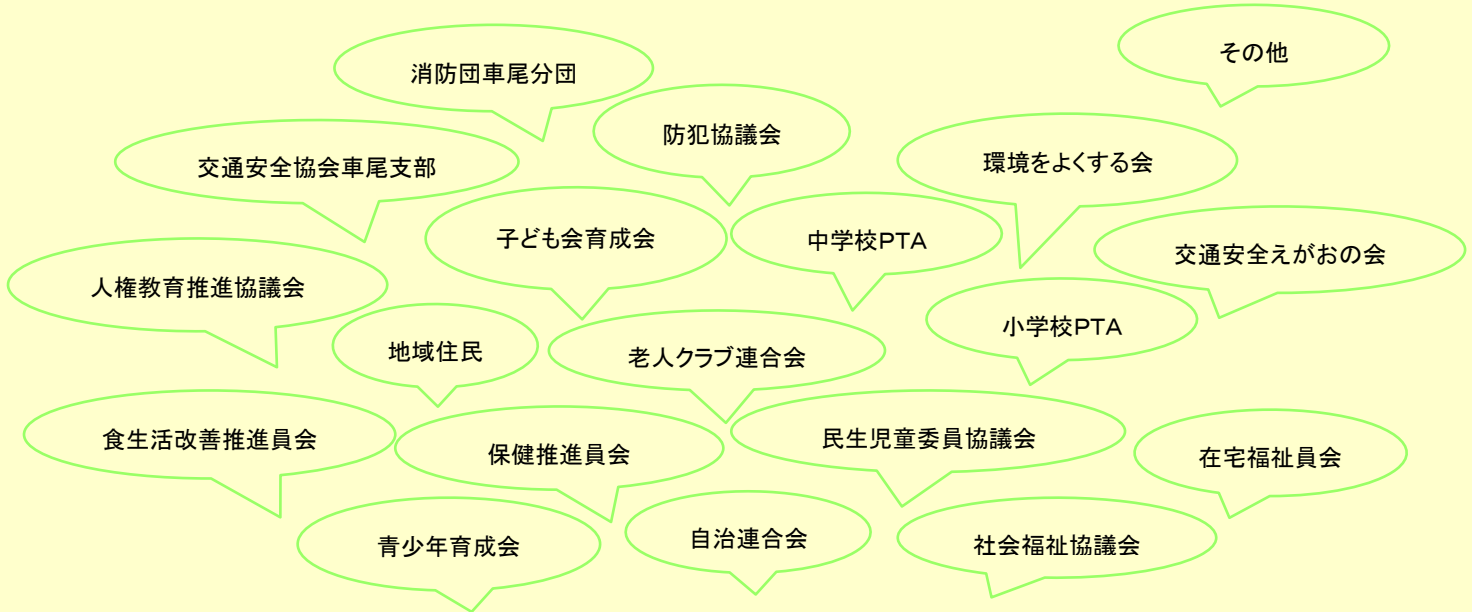 その他
消防団車尾分団
防犯協議会
環境をよくする会
交通安全協会車尾支部
子ども会育成会
中学校PTA
交通安全えがおの会
人権教育推進協議会
小学校PTA
地域住民
老人クラブ連合会
食生活改善推進員会
保健推進員会
民生児童委員協議会
在宅福祉員会
青少年育成会
自治連合会
社会福祉協議会